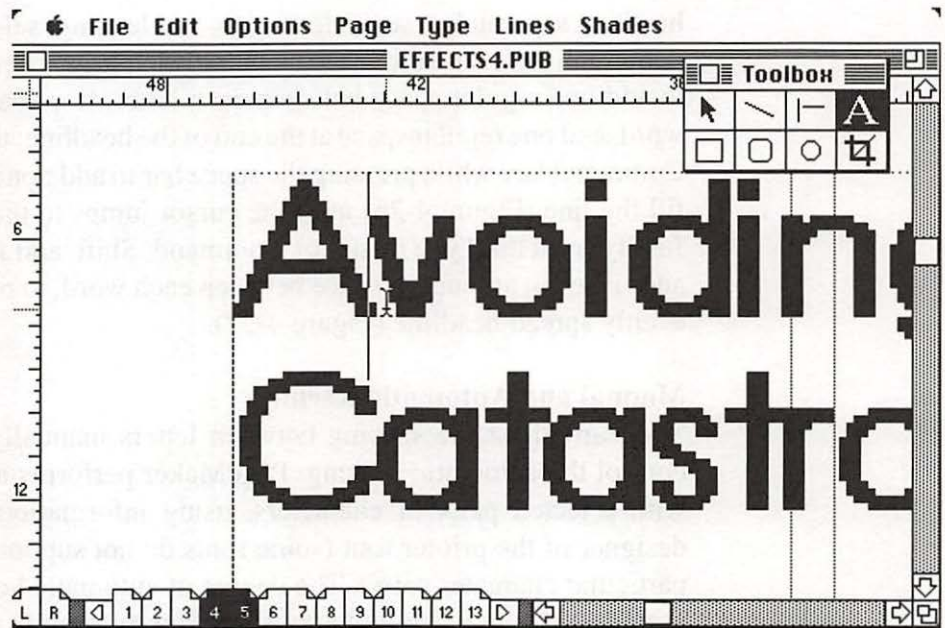 File Edit Options Page Type Lines Shades
EFFECTS4.PUB
Toolbox
48 42
A
6
Avoidin
Catastr
12
L R 1 2 3 4 5 6 7 8 9 10 11 12 13